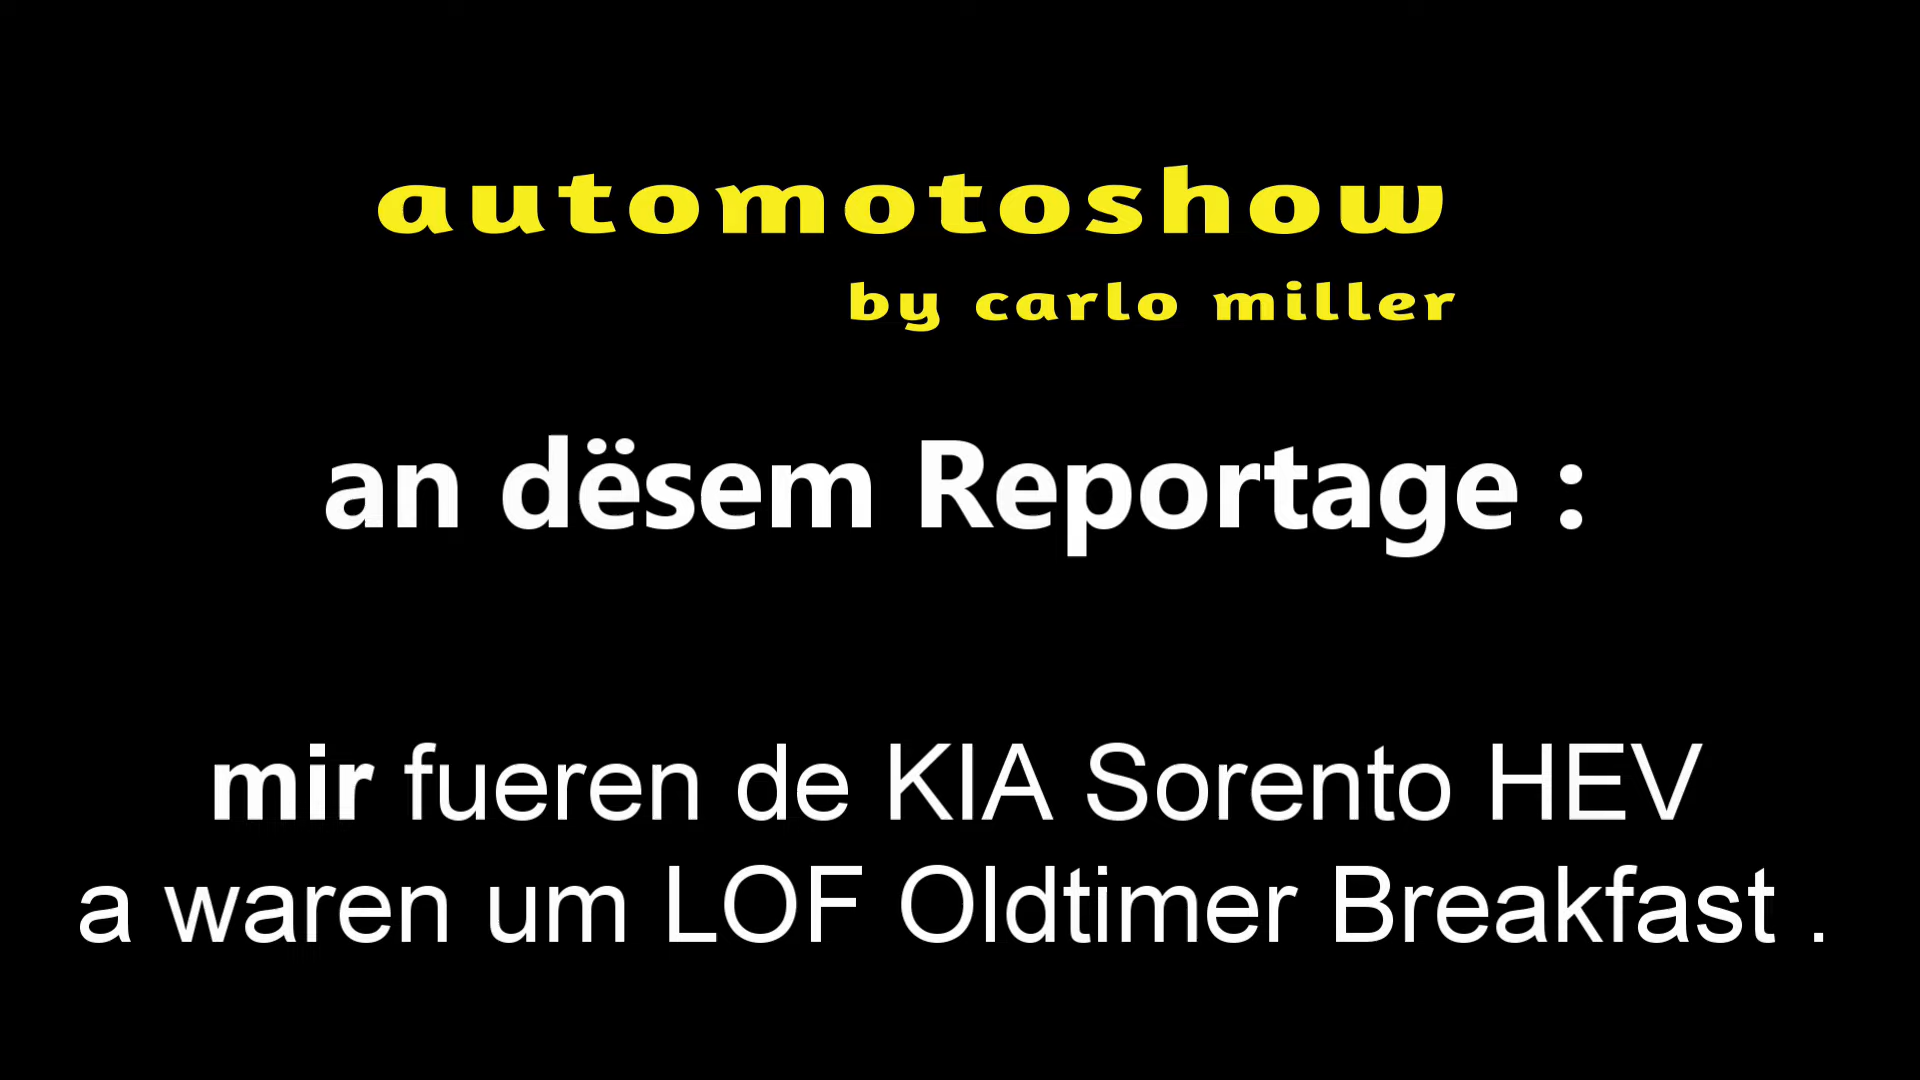 automotoshow
by carlo miller
an dësem Reportage :
mir fueren de KIA Sorento HEV
a waren um LOF Oldtimer Breakfast .